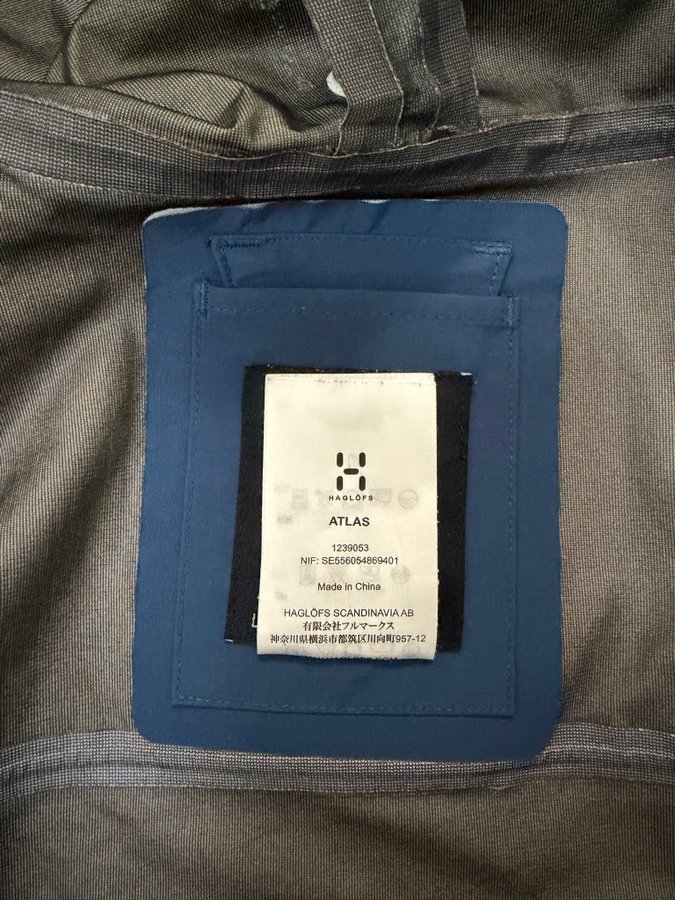 HAGLÖFS
ATLAS
1239053
NIF: SE556054869401
Made in China
HAGLÖFS SCANDINAVIA AB
有限会社フルマークス
神奈川県横浜市都筑区川向町957-12